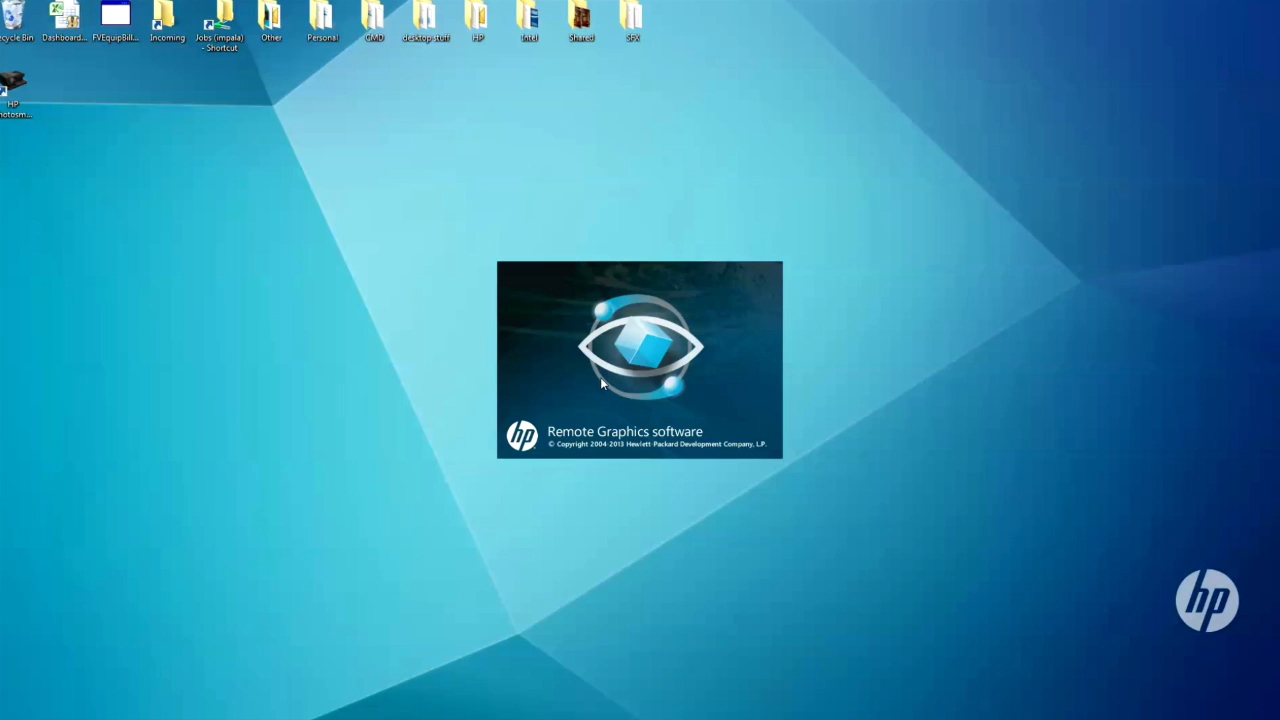 ecycle Bin
Dashboard...
FVEquipBill...
Incoming
Jobs (impala)
- Shortcut
Other
Personal
CMD
desktop stuff
HP
Intel
Shared
SFX
HP
hotosm...
hp
Remote Graphics software
© Copyright 2004-2013 Hewlett-Packard Development Company, L.P.
hp